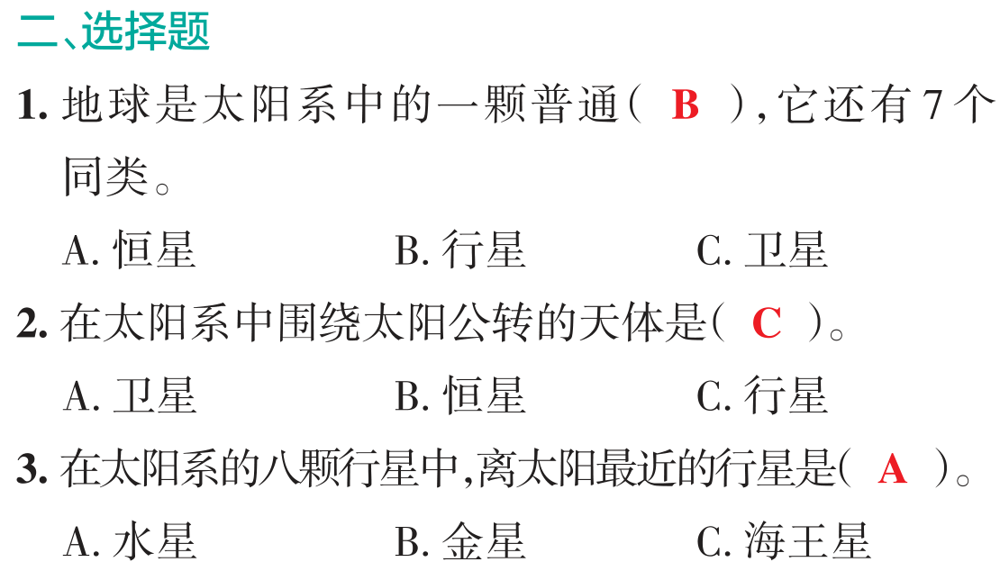 二、选择题
1. 地球是太阳系中的一颗普通( B ),它还有7个
同类。
A. 恒星 B. 行星 C. 卫星
2. 在太阳系中围绕太阳公转的天体是( C )。
A. 卫星 B. 恒星 C. 行星
3. 在太阳系的八颗行星中,离太阳最近的行星是( A )。
A. 水星 B. 金星 C. 海王星